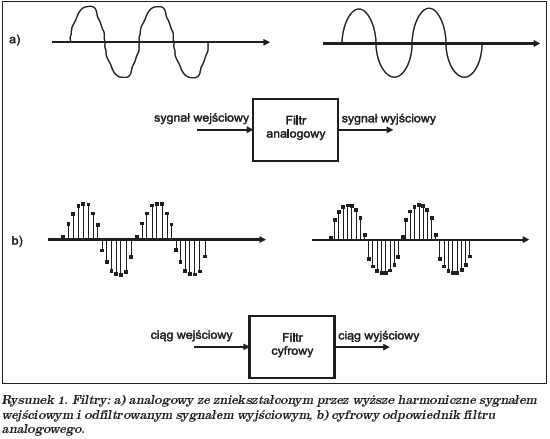 a)
sygnał wejściowy
Filtr
analogowy
sygnał wyjściowy
b)
ciąg wejściowy
Filtr
cyfrowy
ciąg wyjściowy
Rysunek 1. Filtry: a) analogowy ze zniekształconym przez wyższe harmoniczne sygnałem
wejściowym i odfiltrowanym sygnałem wyjściowym, b) cyfrowy odpowiednik filtru
analogowego.